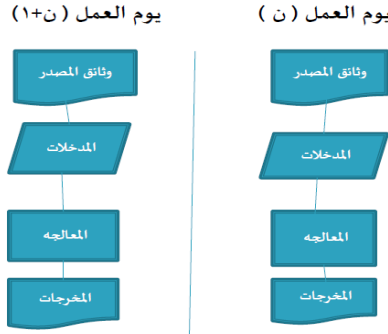 يوم العمل ( ن )
وثائق المصدر
المدخلات
المعالجه
المخرجات
يوم العمل ( ن+١)
وثائق المصدر
المدخلات
المعالجه
المخرجات